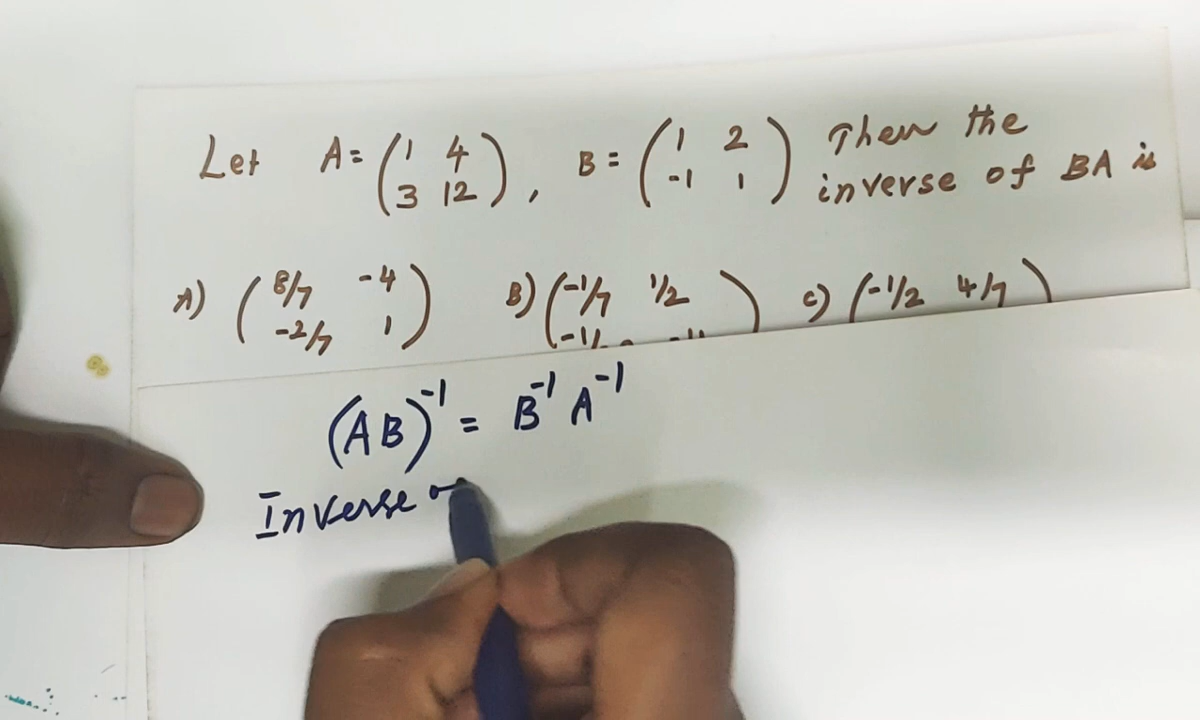 Let A = (1 4 3 12), B = (1 2 -1 1) Then the
inverse of BA is
A) (8/7 -4 -2/7 1) B) (-1/7 1/2 C) (-1/2 4/7
(AB)⁻¹ = B⁻¹ A⁻¹
Inverse